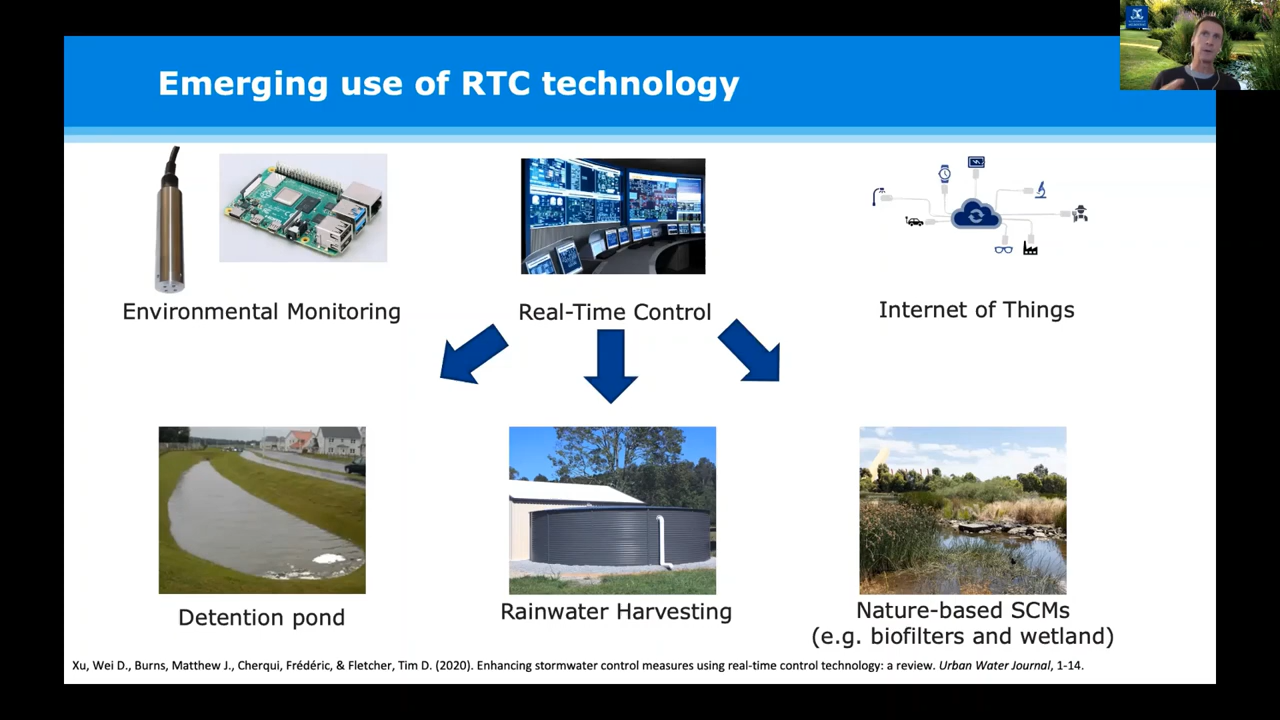 Emerging use of RTC technology
Environmental Monitoring
Real-Time Control
Internet of Things
Detention pond
Rainwater Harvesting
Nature-based SCMs
(e.g. biofilters and wetland)
Xu, Wei D., Burns, Matthew J., Cherqui, Frédéric, & Fletcher, Tim D. (2020). Enhancing stormwater control measures using real-time control technology: a review. Urban Water Journal, 1-14.